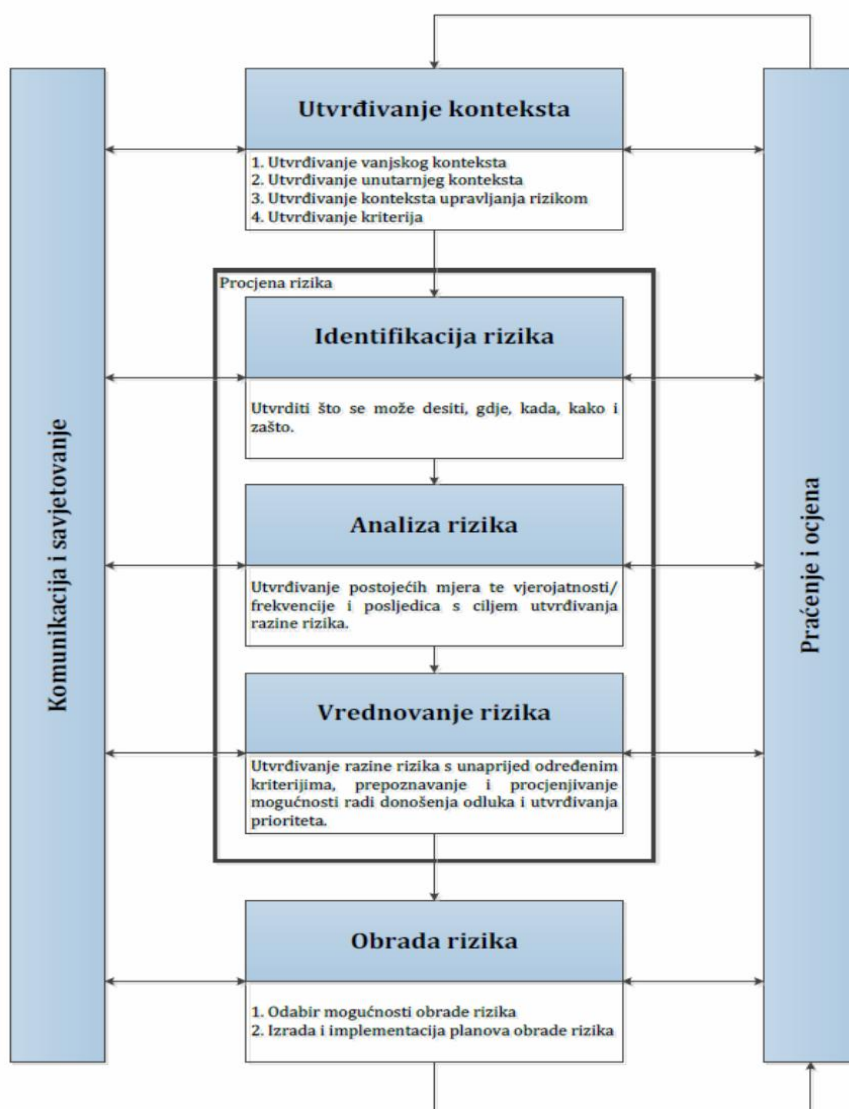 Utvrđivanje konteksta
1. Utvrđivanje vanjskog konteksta
2. Utvrđivanje unutarnjeg konteksta
3. Utvrđivanje konteksta upravljanja rizikom
4. Utvrđivanje kriterija
Procjena rizika
Identifikacija rizika
Utvrditi što se može desiti, gdje, kada, kako i
zašto.
Analiza rizika
Utvrđivanje postojećih mjera te vjerojatnosti/
frekvencije i posljedica s ciljem utvrđivanja
razine rizika.
Vrednovanje rizika
Utvrđivanje razine rizika s unaprijed određenim
kriterijima, prepoznavanje i procjenjivanje
mogućnosti radi donošenja odluka i utvrđivanja
prioriteta.
Obrada rizika
1. Odabir mogućnosti obrade rizika
2. Izrada i implementacija planova obrade rizika
Komunikacija i savjetovanje
Praćenje i ocjena